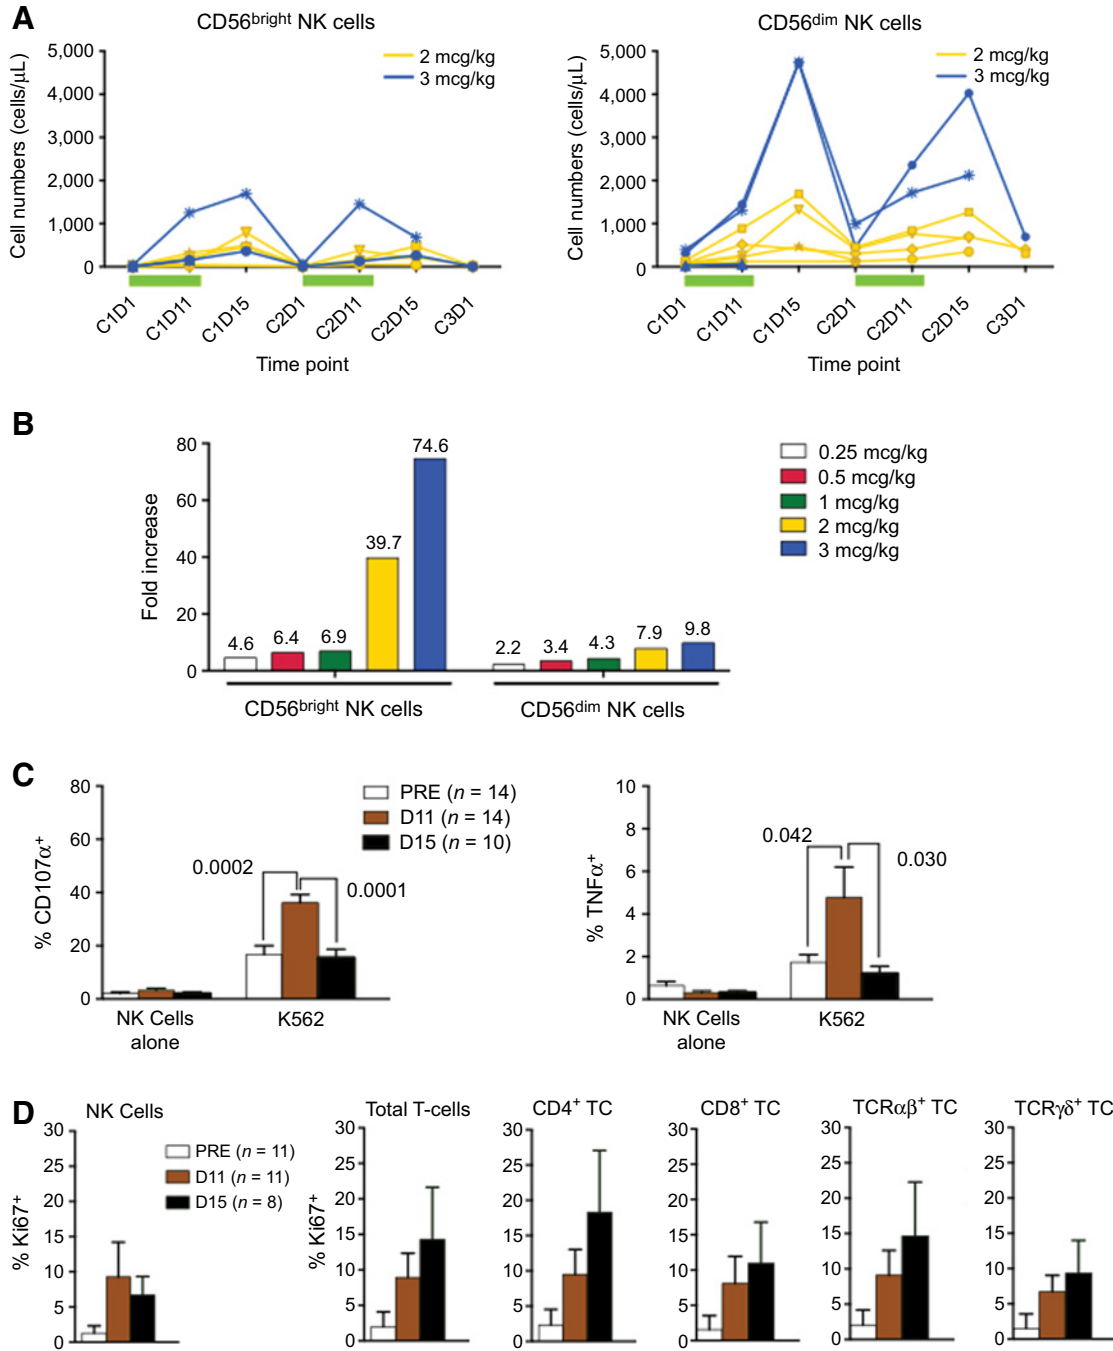 A
CD56bright NK cells
CD56dim NK cells
Cell numbers (cells/μL)
5,000
4,000
3,000
2,000
1,000
0
2 mcg/kg
3 mcg/kg
C1D1
C1D11
C1D15
C2D1
C2D11
C2D15
C3D1
Time point
Cell numbers (cells/μL)
5,000
4,000
3,000
2,000
1,000
0
2 mcg/kg
3 mcg/kg
C1D1
C1D11
C1D15
C2D1
C2D11
C2D15
C3D1
Time point
B
Fold increase
80
60
40
20
0
4.6
6.4
6.9
39.7
74.6
2.2
3.4
4.3
7.9
9.8
CD56bright NK cells
CD56dim NK cells
0.25 mcg/kg
0.5 mcg/kg
1 mcg/kg
2 mcg/kg
3 mcg/kg
C
% CD107α+
80
60
40
20
0
PRE (n = 14)
D11 (n = 14)
D15 (n = 10)
0.0002
0.0001
NK Cells
alone
K562
% TNFα+
10
8
6
4
2
0
0.042
0.030
NK Cells
alone
K562
D
NK Cells
% Ki67+
30
25
20
15
10
5
0
PRE (n = 11)
D11 (n = 11)
D15 (n = 8)
Total T-cells
% Ki67+
30
25
20
15
10
5
0
CD4+ TC
30
25
20
15
10
5
0
CD8+ TC
30
25
20
15
10
5
0
TCRαβ+ TC
30
25
20
15
10
5
0
TCRγδ+ TC
30
25
20
15
10
5
0